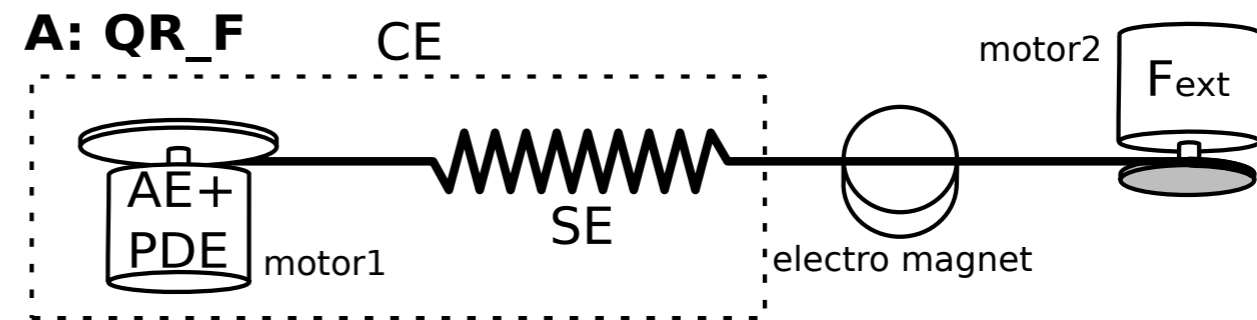 A: QR_F
CE
motor2
Fext
AE+
PDE
motor1
SE
electro magnet